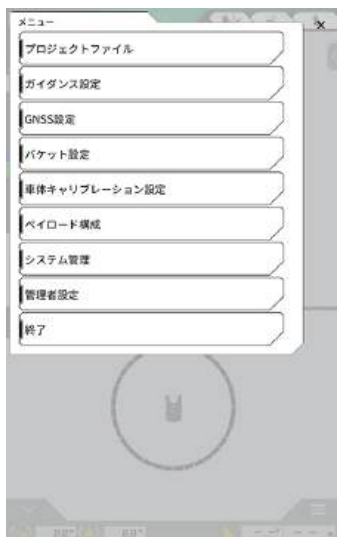 メニュー
×
プロジェクトファイル
ガイダンス設定
GNSS設定
バケット設定
車体キャリブレーション設定
ペイロード構成
システム管理
管理者設定
終了